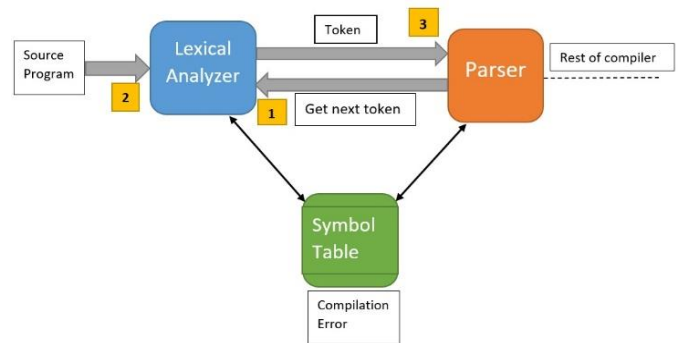 Source
Program
2
Lexical
Analyzer
Token
3
1
Get next token
Parser
Rest of compiler
Symbol
Table
Compilation
Error